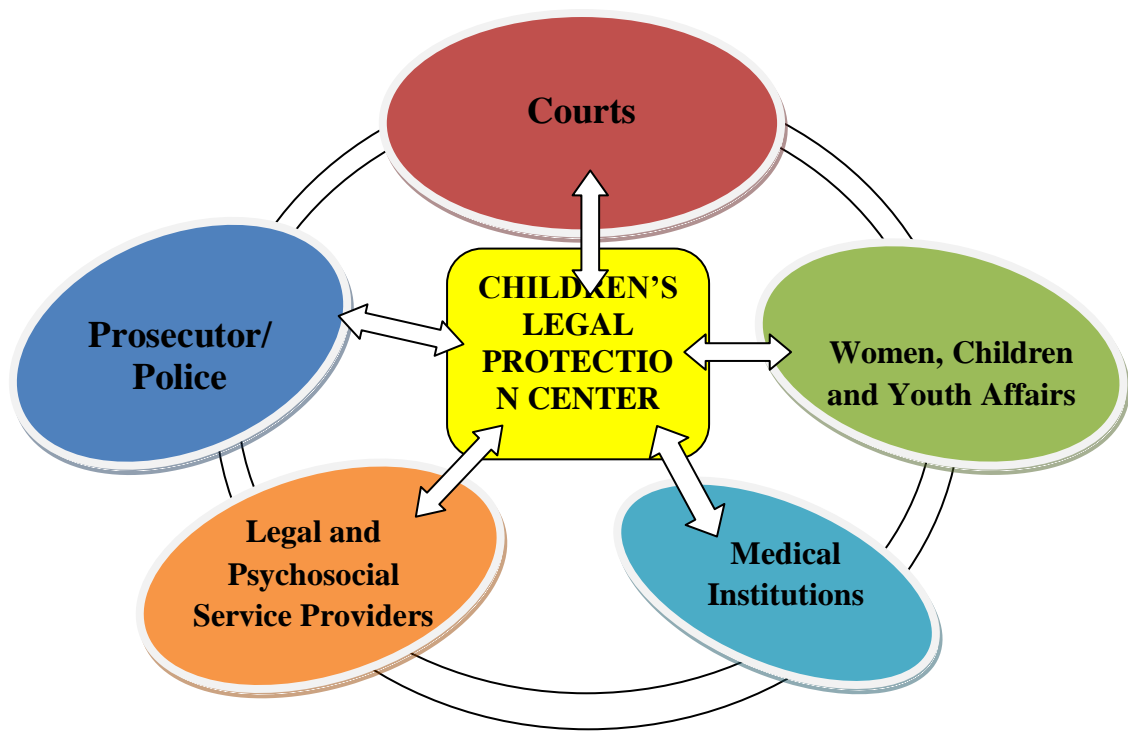 Courts
CHILDREN’S
LEGAL
PROTECTIO
N CENTER
Prosecutor/
Police
Women, Children
and Youth Affairs
Legal and
Psychosocial
Service Providers
Medical
Institutions